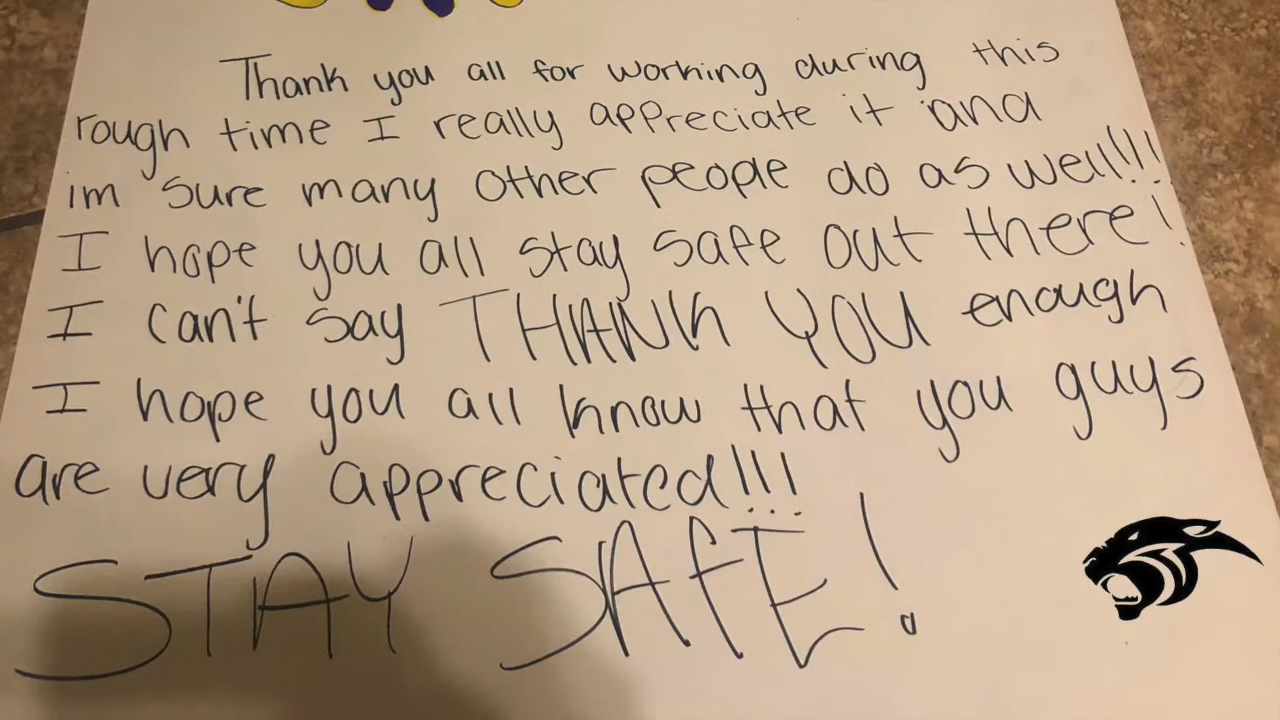 Thank you all for working during this
rough time I really appreciate it and
im sure many other people do as well!!!
I hope you all stay safe out there!
I can't say THANK YOU enough
I hope you all know that you guys
are very appreciated!!!
STAY SAfE!